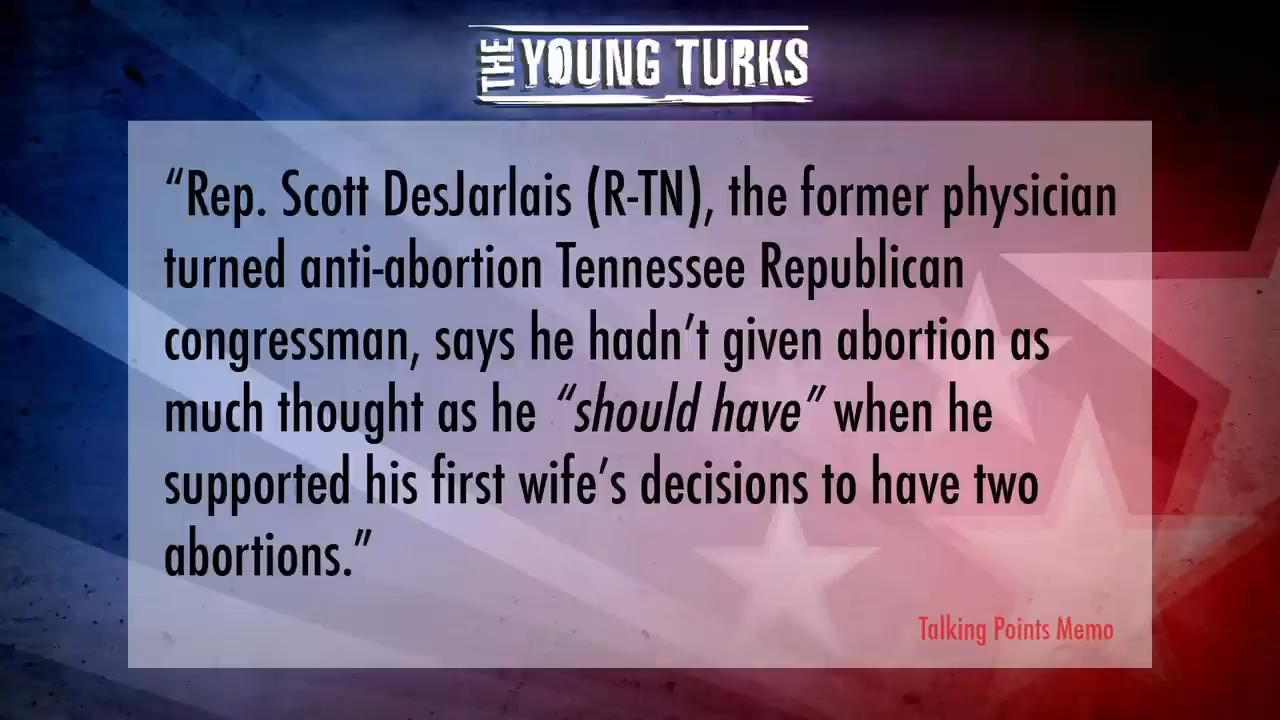 THE YOUNG TURKS
“Rep. Scott DesJarlais (R-TN), the former physician
turned anti-abortion Tennessee Republican
congressman, says he hadn’t given abortion as
much thought as he “should have” when he
supported his first wife’s decisions to have two
abortions.”
Talking Points Memo